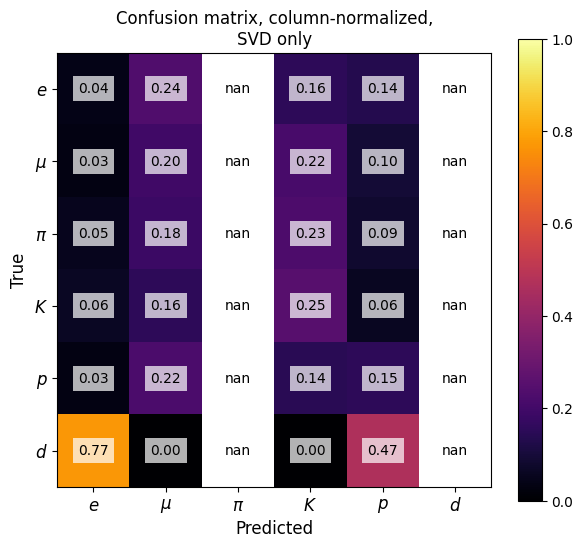 Confusion matrix, column-normalized,
SVD only
1.0
e 0.04 0.24 nan 0.16 0.14 nan
μ 0.03 0.20 nan 0.22 0.10 nan
0.8
π 0.05 0.18 nan 0.23 0.09 nan
0.6
True
K 0.06 0.16 nan 0.25 0.06 nan
0.4
p 0.03 0.22 nan 0.14 0.15 nan
0.2
d 0.77 0.00 nan 0.00 0.47 nan
0.0
e μ π K p d
Predicted